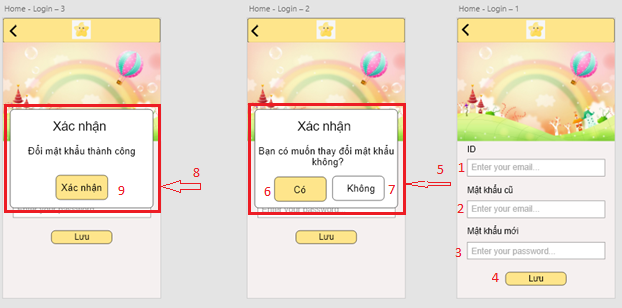 Home - Login – 3
Xác nhận
Đổi mật khẩu thành công
Xác nhận
9
8
Lưu
Home - Login – 2
Xác nhận
Bạn có muốn thay đổi mật khẩu
không?
6
Có
Không
7
5
Enter your password...
Lưu
Home - Login – 1
ID
1
Enter your email...
Mật khẩu cũ
2
Enter your email...
Mật khẩu mới
3
Enter your password...
4
Lưu